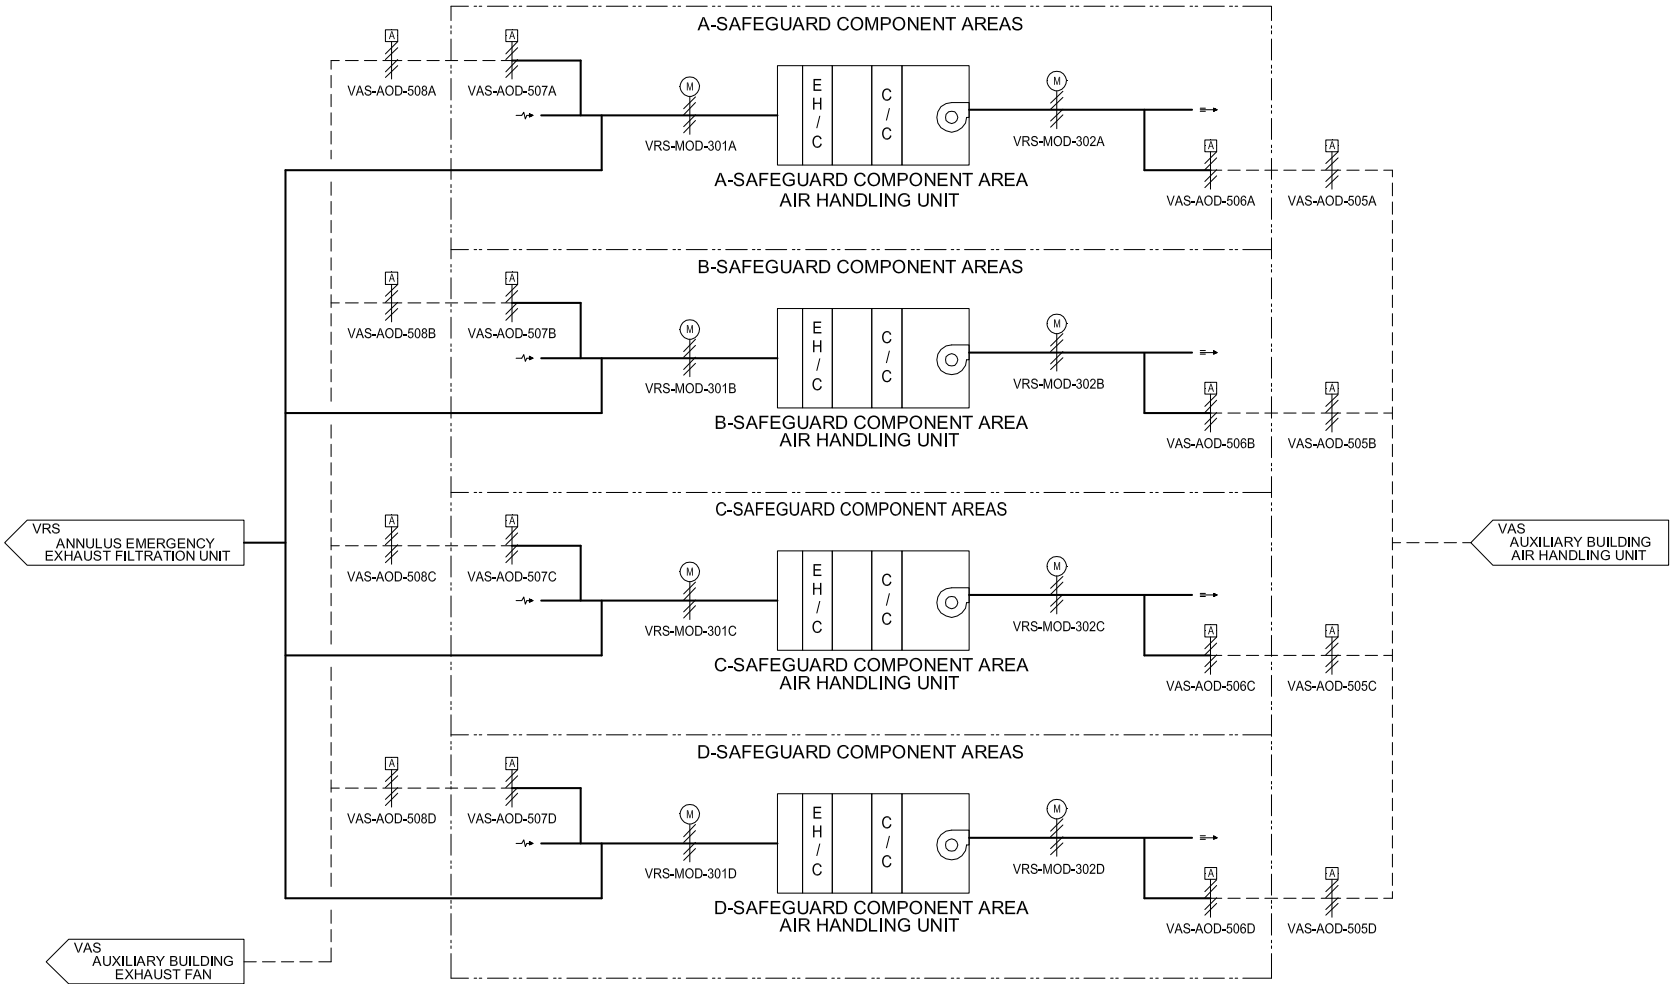 A-SAFEGUARD COMPONENT AREAS
A
A
VAS-AOD-508A
VAS-AOD-507A
M
VRS-MOD-301A
E
H
/
C
C
/
C
M
VRS-MOD-302A
A-SAFEGUARD COMPONENT AREA
AIR HANDLING UNIT
A
A
VAS-AOD-506A
VAS-AOD-505A
B-SAFEGUARD COMPONENT AREAS
A
A
VAS-AOD-508B
VAS-AOD-507B
M
VRS-MOD-301B
E
H
/
C
C
/
C
M
VRS-MOD-302B
B-SAFEGUARD COMPONENT AREA
AIR HANDLING UNIT
A
A
VAS-AOD-506B
VAS-AOD-505B
C-SAFEGUARD COMPONENT AREAS
VRS
ANNULUS EMERGENCY
EXHAUST FILTRATION UNIT
A
A
VAS-AOD-508C
VAS-AOD-507C
M
VRS-MOD-301C
E
H
/
C
C
/
C
M
VRS-MOD-302C
C-SAFEGUARD COMPONENT AREA
AIR HANDLING UNIT
A
A
VAS-AOD-506C
VAS-AOD-505C
VAS
AUXILIARY BUILDING
AIR HANDLING UNIT
D-SAFEGUARD COMPONENT AREAS
A
A
VAS-AOD-508D
VAS-AOD-507D
M
VRS-MOD-301D
E
H
/
C
C
/
C
M
VRS-MOD-302D
D-SAFEGUARD COMPONENT AREA
AIR HANDLING UNIT
A
A
VAS-AOD-506D
VAS-AOD-505D
VAS
AUXILIARY BUILDING
EXHAUST FAN